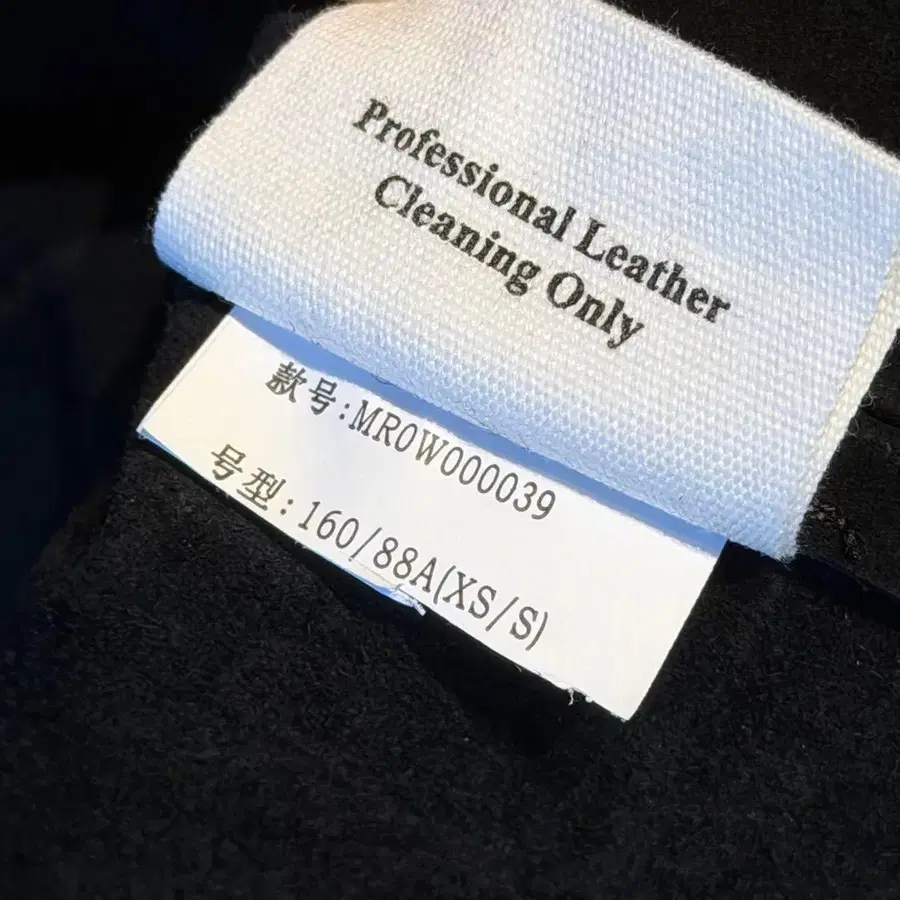 Professional Leather
Cleaning Only
款号:MR0W000039
号型:160/88A(XS/S)